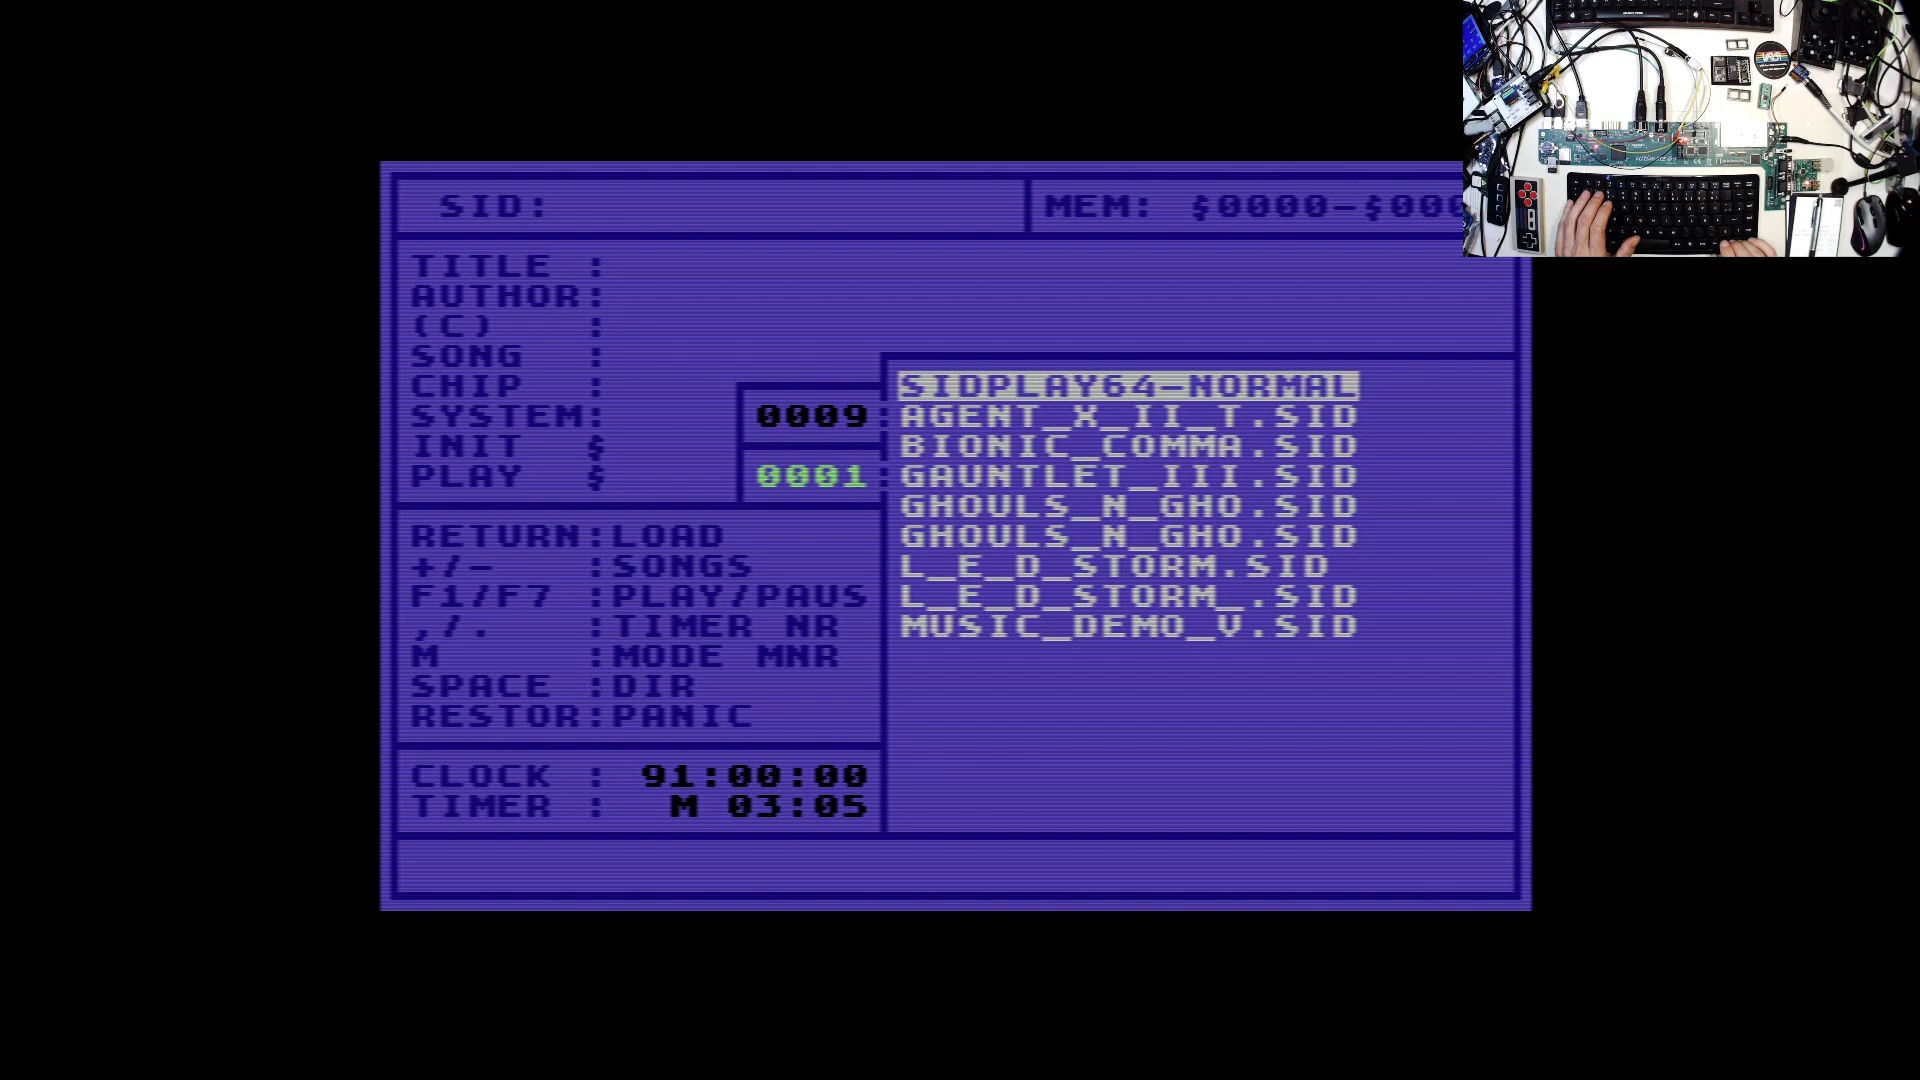 SID:
MEM: $0000-$000
TITLE :
AUTHOR:
(C) :
SONG :
CHIP :
SYSTEM:
INIT $
PLAY $
0009:
0001:
SIDPLAY64-NORMAL
AGENT_X_II_T.SID
BIONIC_COMMA.SID
GAUNTLET_III.SID
GHOULS_N_GHO.SID
GHOULS_N_GHO.SID
L_E_D_STORM.SID
L_E_D_STORM_.SID
MUSIC_DEMO_V.SID
RETURN:LOAD
+/- :SONGS
F1/F7 :PLAY/PAUS
,/. :TIMER NR
M :MODE MNR
SPACE :DIR
RESTOR:PANIC
CLOCK : 91:00:00
TIMER : M 03:05